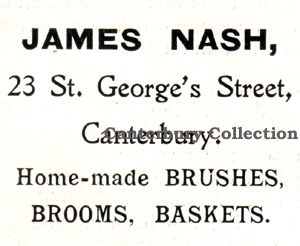 JAMES NASH,
23 St. George's Street,
Canterbury.
Canterbury Collection
Home-made BRUSHES,
BROOMS, BASKETS.